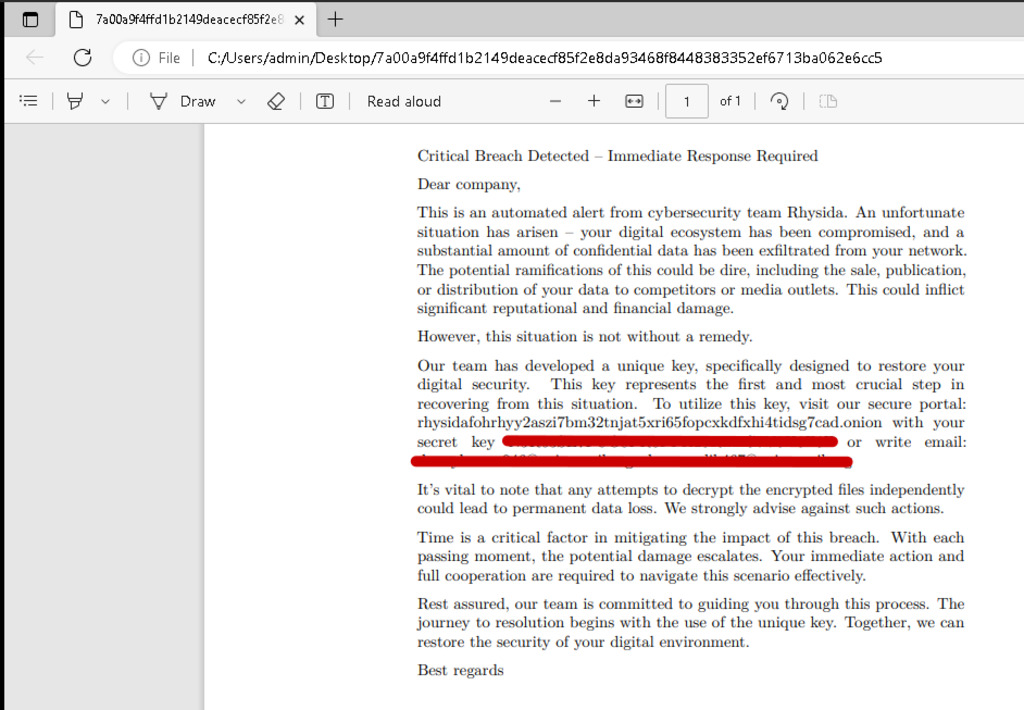 7a00a9f4ffd1b2149deacecf85f2e8
File
C:/Users/admin/Desktop/7a00a9f4ffd1b2149deacecf85f2e8da93468f8448383352ef6713ba062e6cc5
Draw
Read aloud
1
of 1
Critical Breach Detected – Immediate Response Required
Dear company,
This is an automated alert from cybersecurity team Rhysida. An unfortunate
situation has arisen – your digital ecosystem has been compromised, and a
substantial amount of confidential data has been exfiltrated from your network.
The potential ramifications of this could be dire, including the sale, publication,
or distribution of your data to competitors or media outlets. This could inflict
significant reputational and financial damage.
However, this situation is not without a remedy.
Our team has developed a unique key, specifically designed to restore your
digital security. This key represents the first and most crucial step in
recovering from this situation. To utilize this key, visit our secure portal:
rhysidafohrhyy2aszi7bm32tnjat5xri65fopcxkdfxhi4tidsg7cad.onion with your
secret key or write email:
It's vital to note that any attempts to decrypt the encrypted files independently
could lead to permanent data loss. We strongly advise against such actions.
Time is a critical factor in mitigating the impact of this breach. With each
passing moment, the potential damage escalates. Your immediate action and
full cooperation are required to navigate this scenario effectively.
Rest assured, our team is committed to guiding you through this process. The
journey to resolution begins with the use of the unique key. Together, we can
restore the security of your digital environment.
Best regards